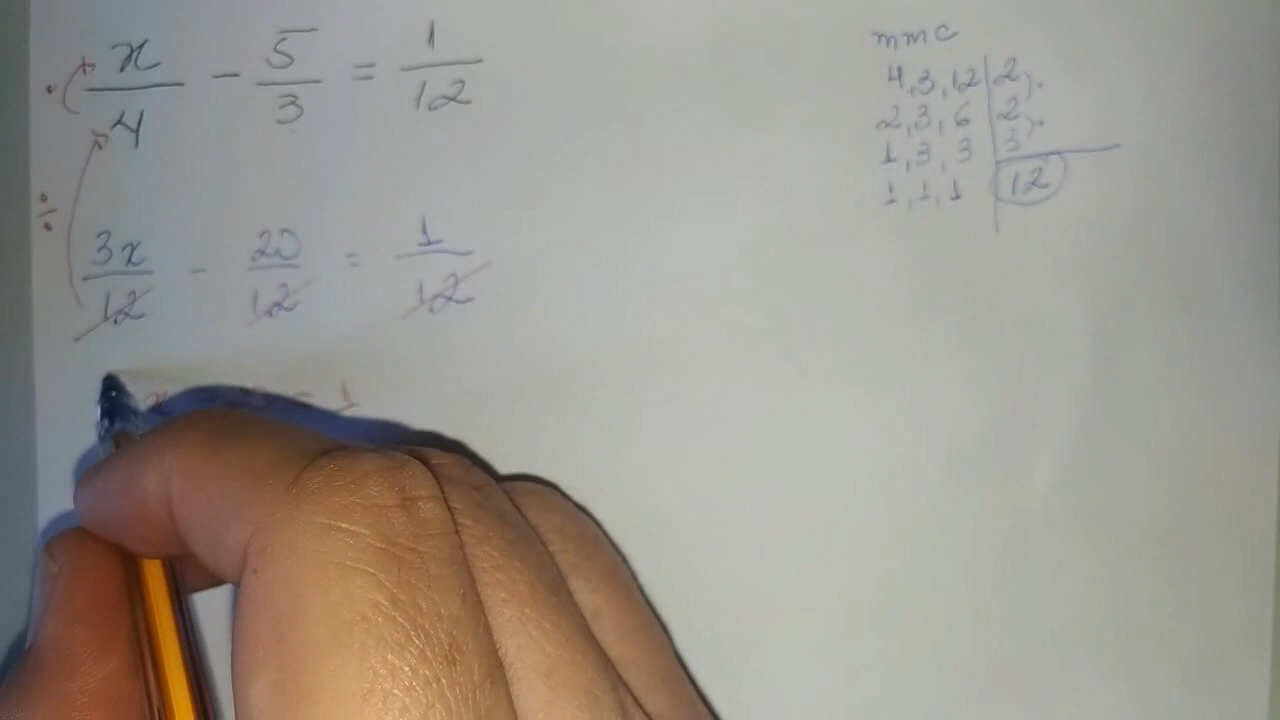 x/4 - 5/3 = 1/12
3x/12 - 20/12 = 1/12
= 1
mmc
4,3,12|2
2,3,6|2
1,3,3|3
1,1,1|12